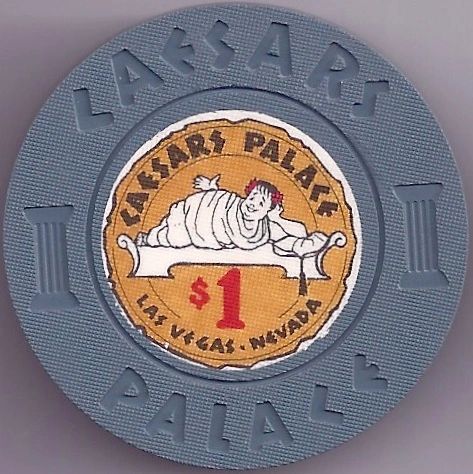 CAESARS
CAESARS PALACE
$1
LAS VEGAS · NEVADA
PALACE